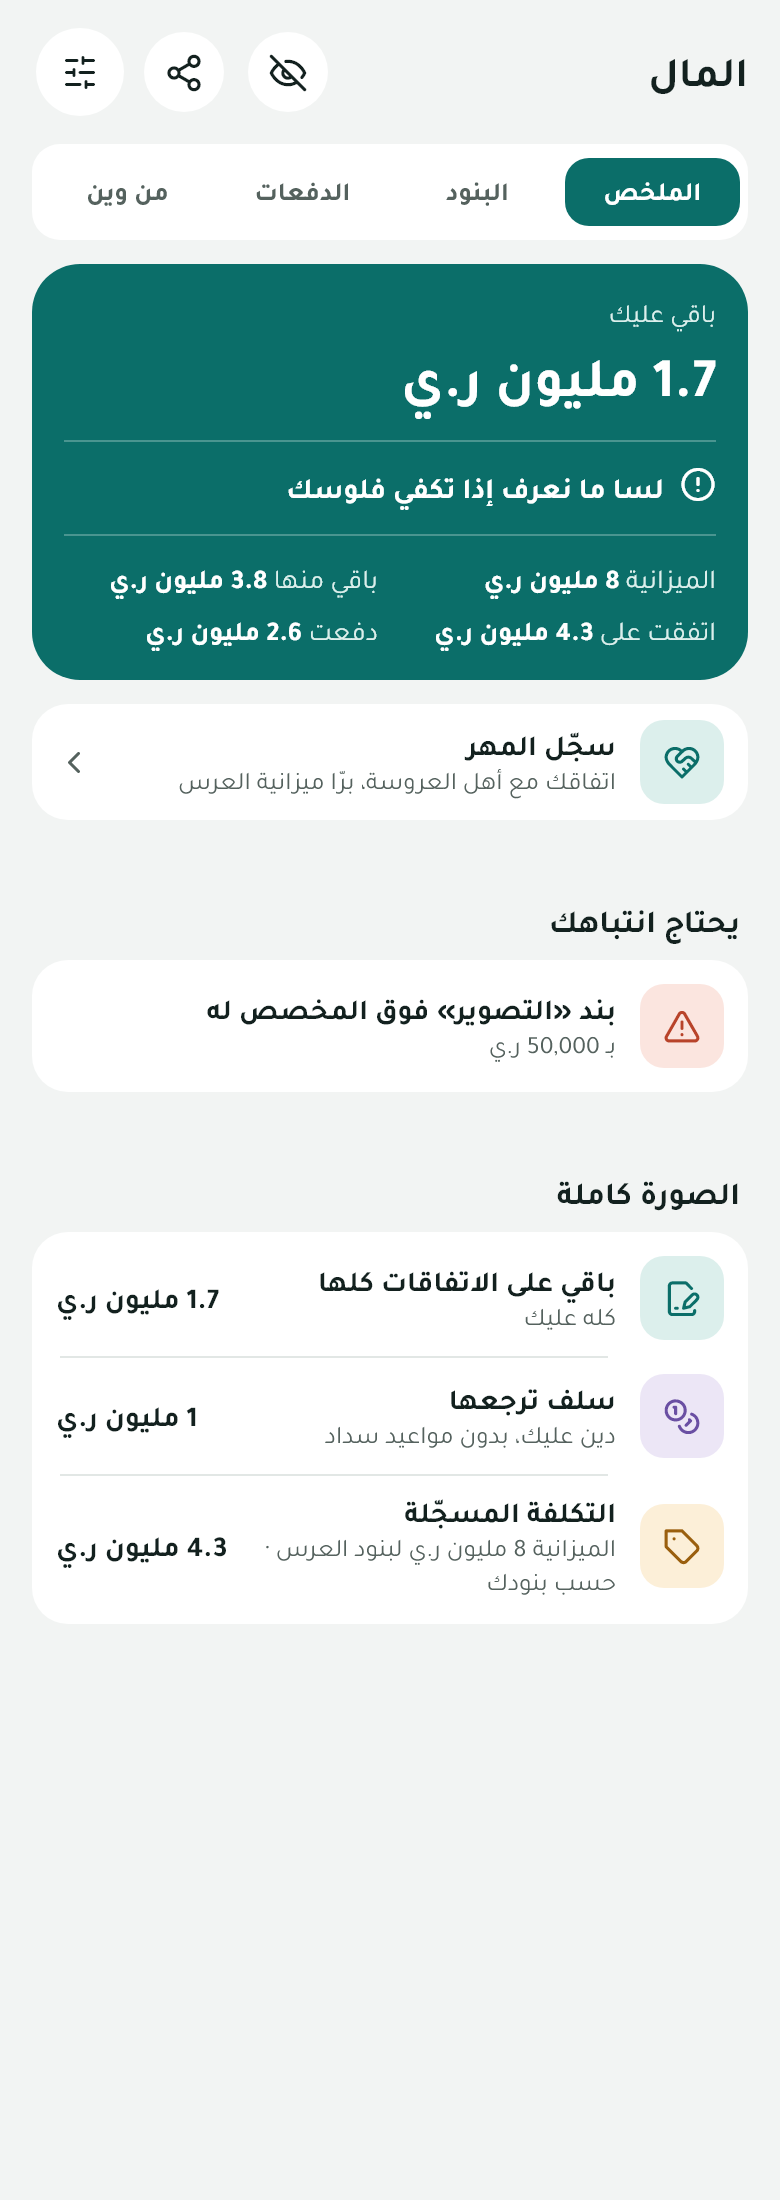 المال
الملخص
البنود
الدفعات
من وين
باقي عليك
1.7 مليون ر.ي
لسا ما نعرف إذا تكفي فلوسك
الميزانية 8 مليون ر.ي
باقي منها 3.8 مليون ر.ي
اتفقت على 4.3 مليون ر.ي
دفعت 2.6 مليون ر.ي
سجّل المهر
اتفاقك مع أهل العروسة، برّا ميزانية العرس
يحتاج انتباهك
بند «التصوير» فوق المخصص له
بـ 50,000 ر.ي
الصورة كاملة
باقي على الاتفاقات كلها
كله عليك
1.7 مليون ر.ي
سلف ترجعها
دين عليك، بدون مواعيد سداد
1 مليون ر.ي
التكلفة المسجّلة
الميزانية 8 مليون ر.ي لبنود العرس ·
حسب بنودك
4.3 مليون ر.ي